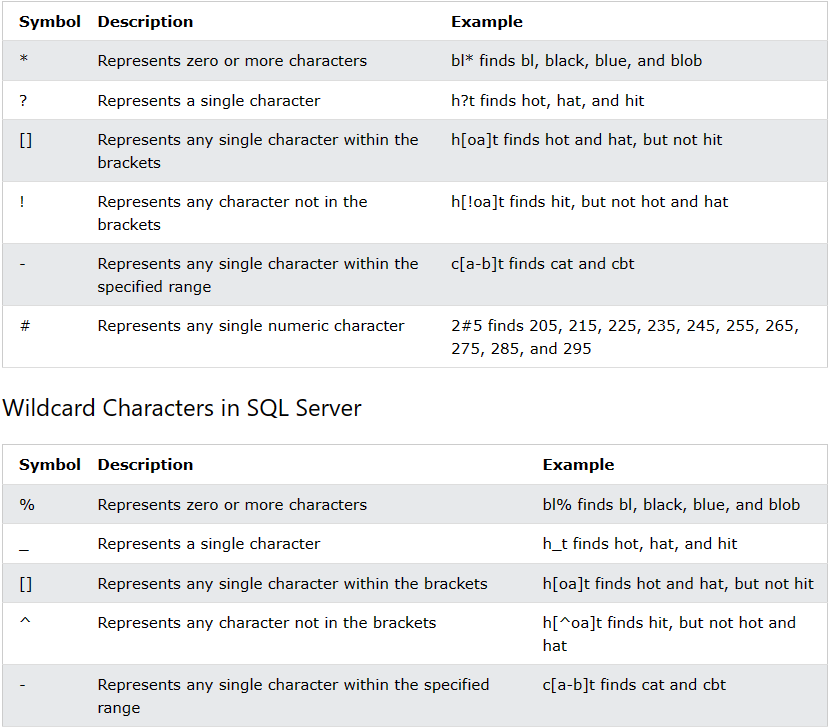 Symbol Description Example
* Represents zero or more characters bl* finds bl, black, blue, and blob
? Represents a single character h?t finds hot, hat, and hit
[] Represents any single character within the h[oa]t finds hot and hat, but not hit
brackets
! Represents any character not in the h[!oa]t finds hit, but not hot and hat
brackets
- Represents any single character within the c[a-b]t finds cat and cbt
specified range
# Represents any single numeric character 2#5 finds 205, 215, 225, 235, 245, 255, 265,
275, 285, and 295
Wildcard Characters in SQL Server
Symbol Description Example
% Represents zero or more characters bl% finds bl, black, blue, and blob
_ Represents a single character h_t finds hot, hat, and hit
[] Represents any single character within the brackets h[oa]t finds hot and hat, but not hit
^ Represents any character not in the brackets h[^oa]t finds hit, but not hot and
hat
- Represents any single character within the specified c[a-b]t finds cat and cbt
range